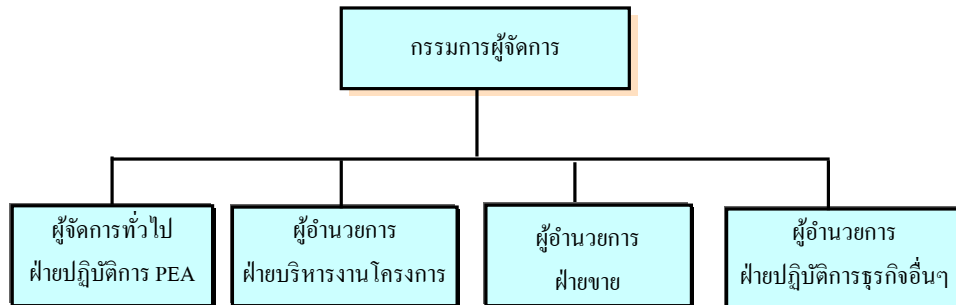 กรรมการผู้จัดการ
ผู้จัดการทั่วไป
ฝ่ายปฏิบัติการ PEA
ผู้อำนวยการ
ฝ่ายบริหารงานโครงการ
ผู้อำนวยการ
ฝ่ายขาย
ผู้อำนวยการ
ฝ่ายปฏิบัติการธุรกิจอื่นๆ